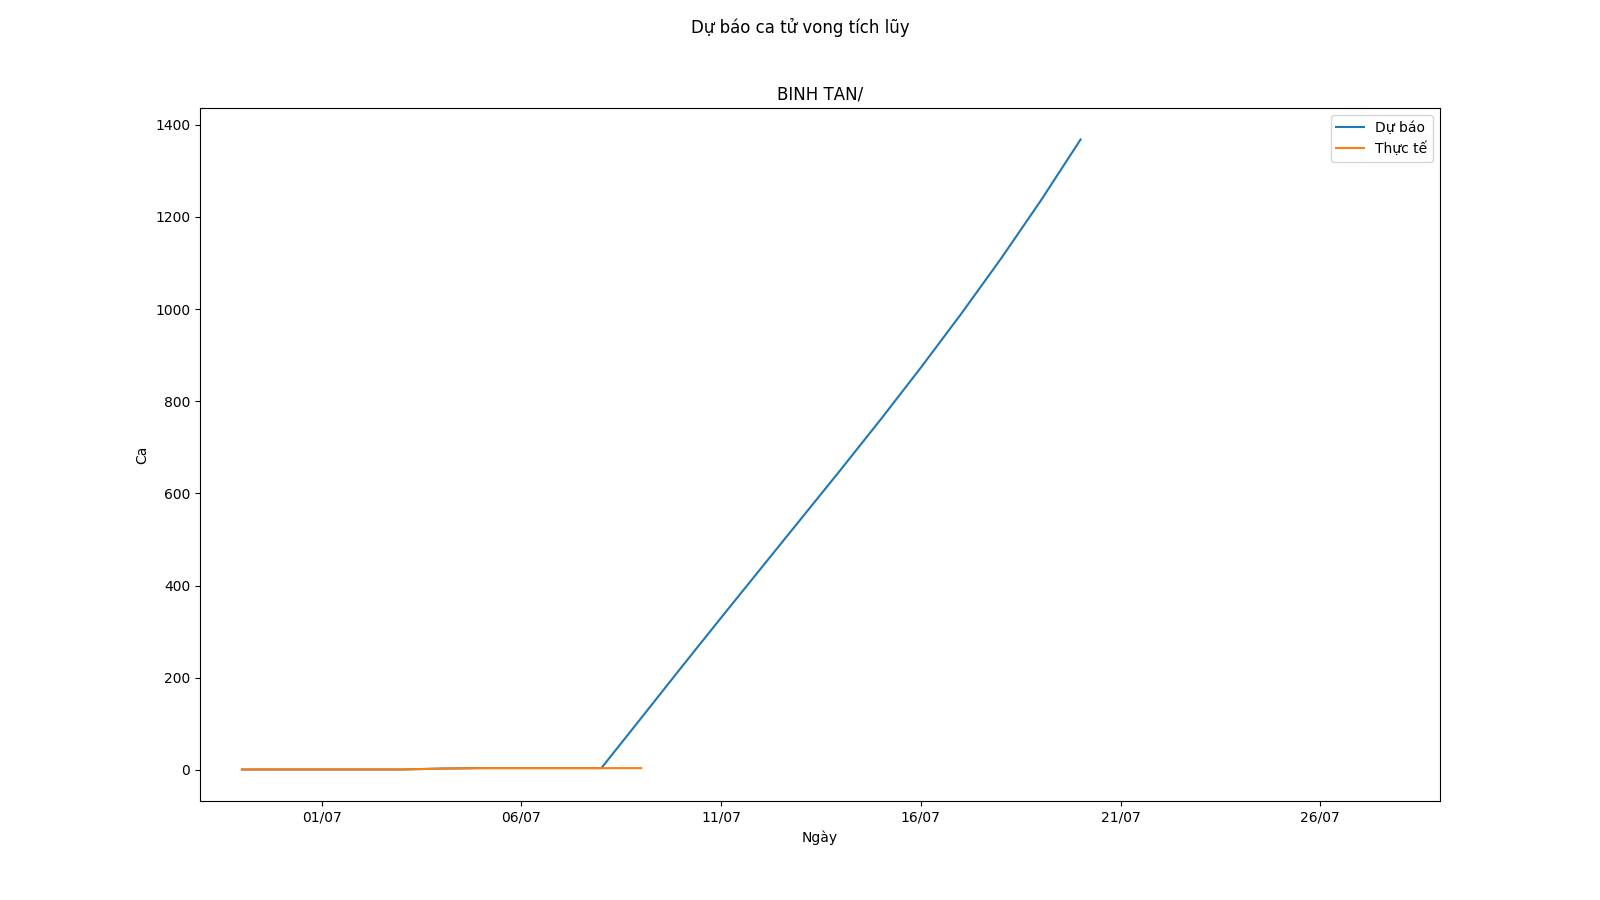 Dự báo ca tử vong tích lũy
BINH TAN/
Dự báo
Thực tế
1400
1200
1000
800
600
400
200
0
Ca
01/07 06/07 11/07 16/07 21/07 26/07
Ngày